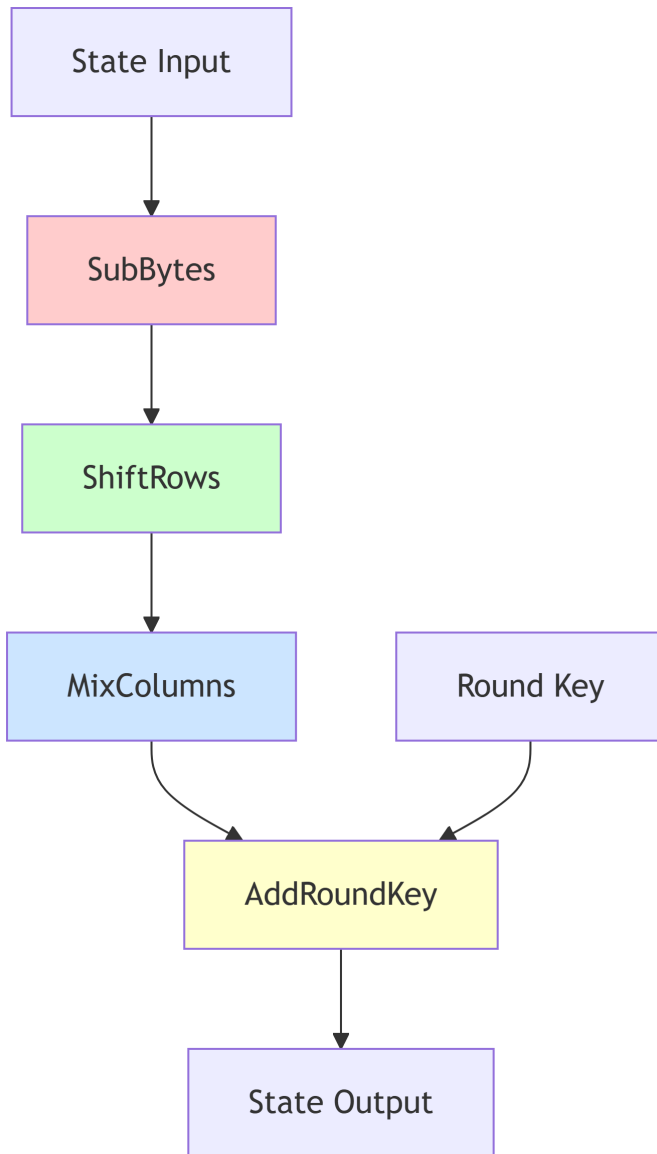 State Input
SubBytes
ShiftRows
MixColumns
Round Key
AddRoundKey
State Output